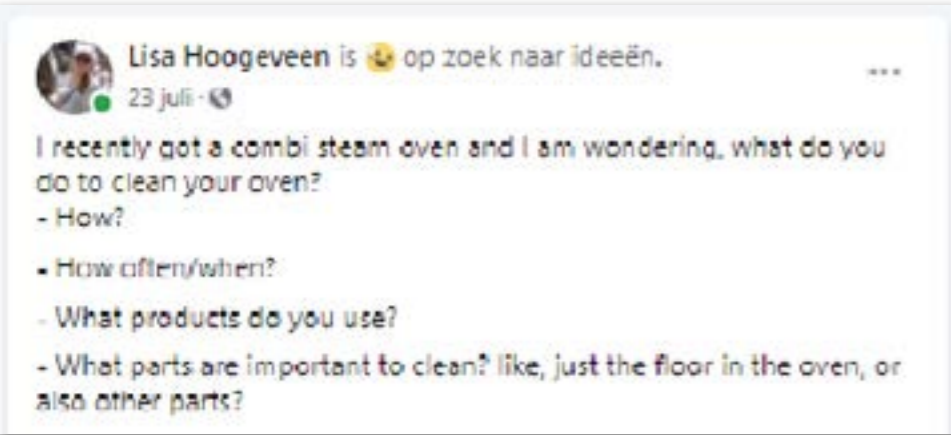 Lisa Hoogeveen is op zoek naar ideeën.
23 juli ·
I recently got a combi steam oven and I am wondering, what do you
do to clean your oven?
- How?
- How often/when?
- What products do you use?
- What parts are important to clean? like, just the floor in the oven, or
also other parts?